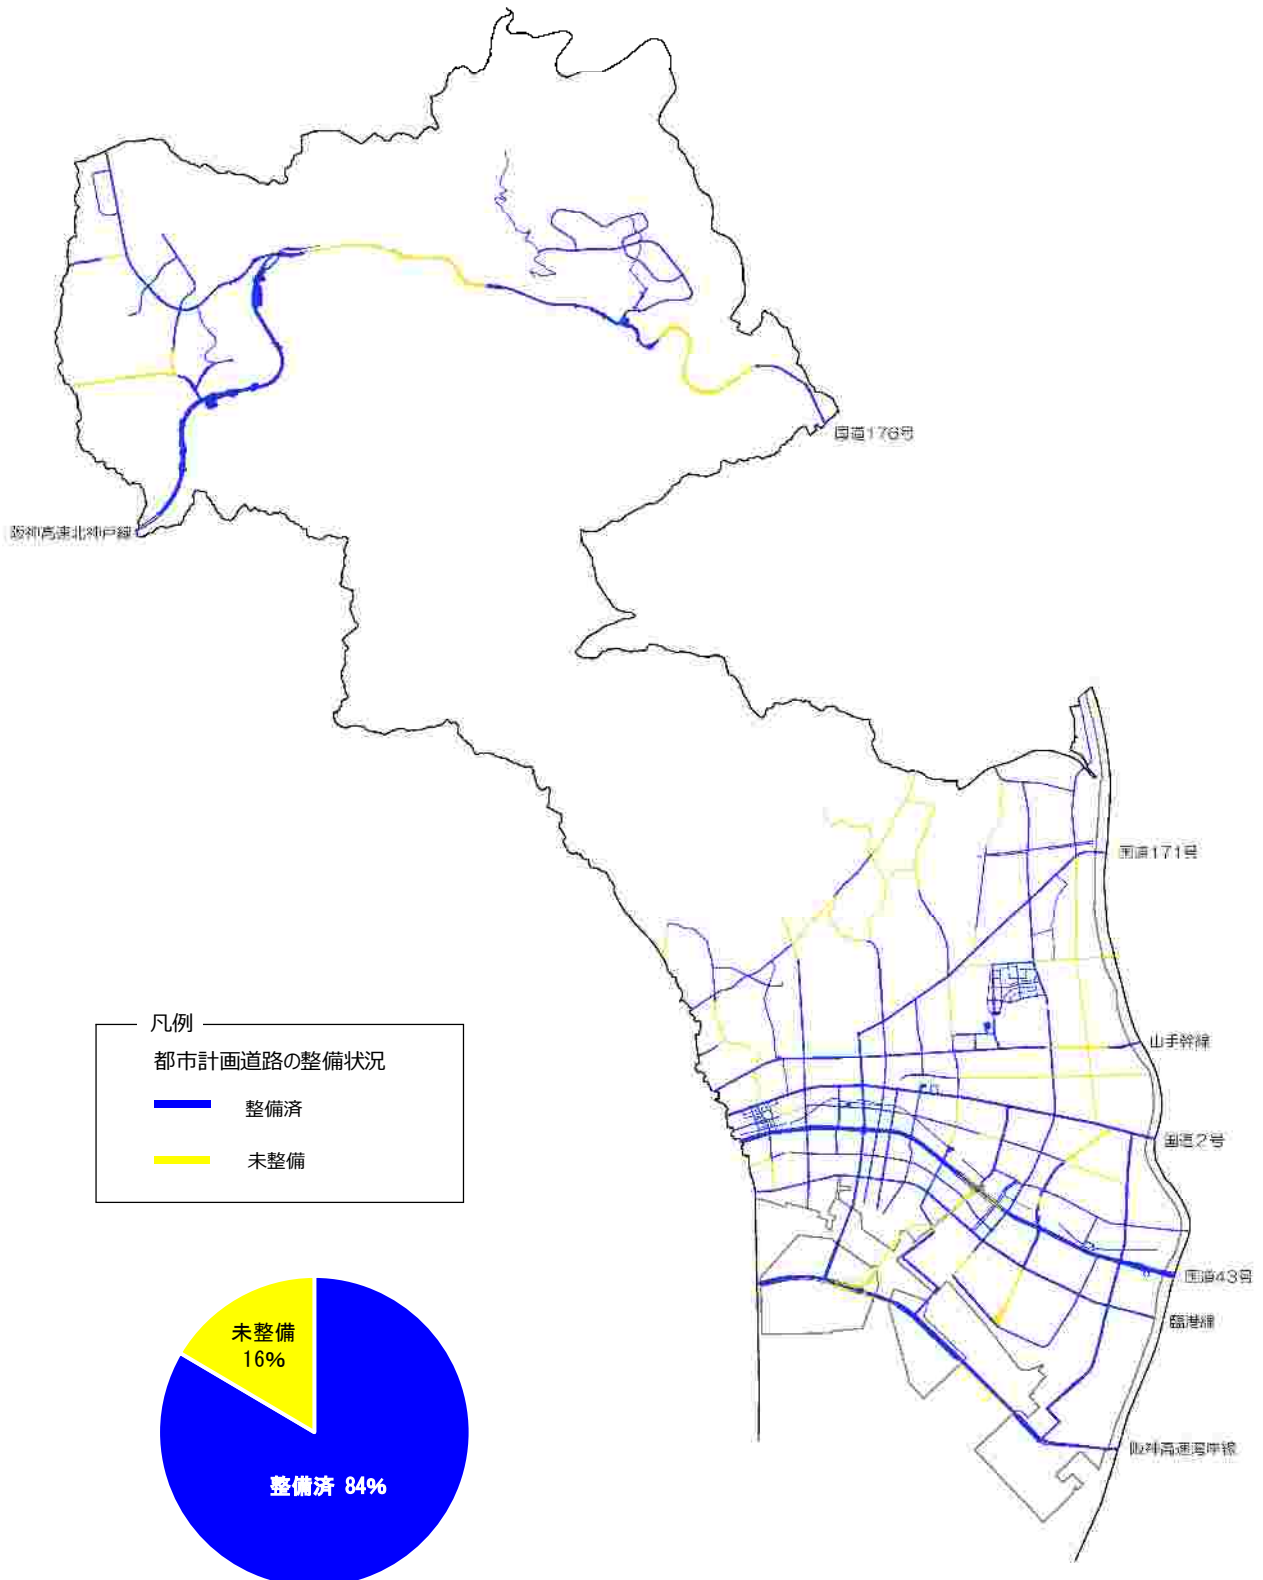 国道176号
阪神高速北神戸線
国道171号
山手幹線
国道2号
国道43号
臨港線
阪神高速湾岸線
凡例
都市計画道路の整備状況
整備済
未整備
未整備
16%
整備済 84%